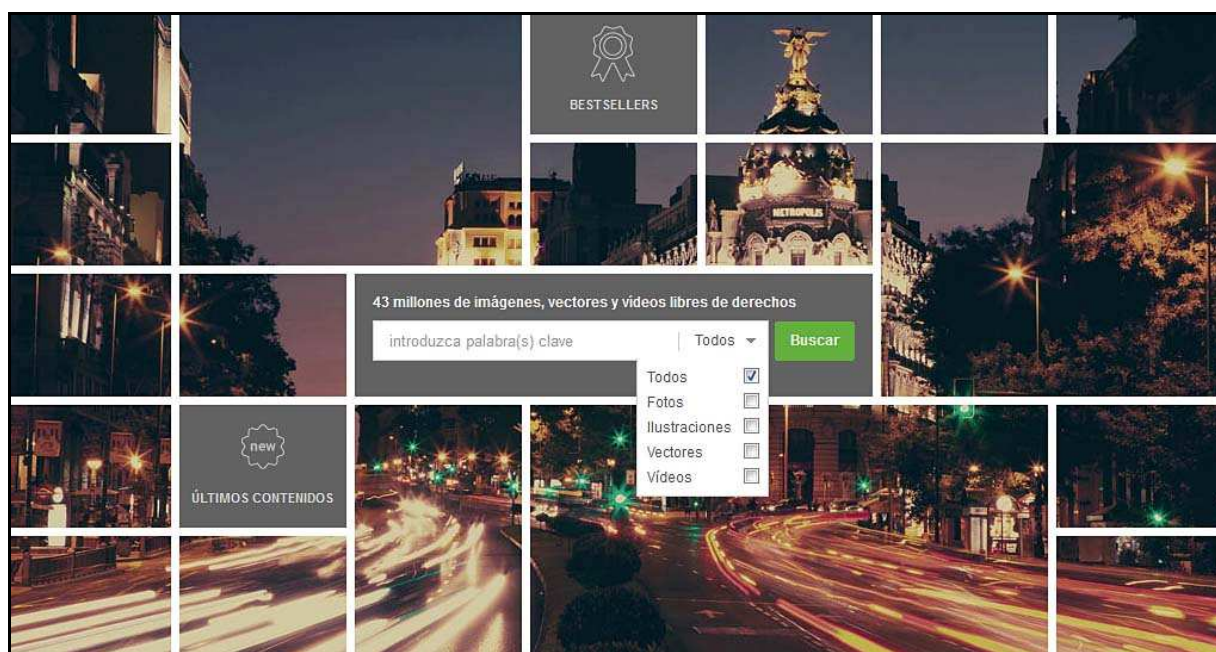 BESTSELLERS
METROPOLIS
43 millones de imágenes, vectores y vídeos libres de derechos
introduzca palabra(s) clave
Todos
Buscar
Todos
Fotos
Ilustraciones
Vectores
Vídeos
new
ÚLTIMOS CONTENIDOS